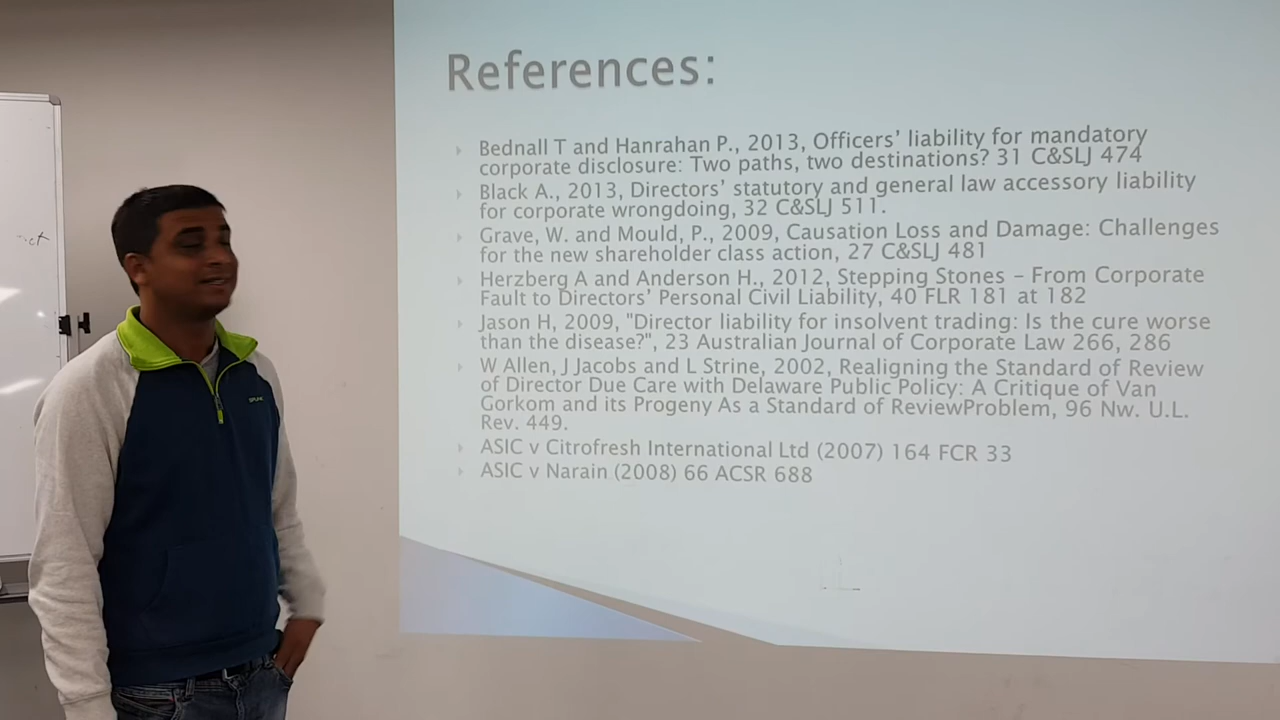 References:
Bednall T and Hanrahan P., 2013, Officers' liability for mandatory
corporate disclosure: Two paths, two destinations? 31 C&SLJ 474
Black A., 2013, Directors' statutory and general law accessory liability
for corporate wrongdoing, 32 C&SLJ 511.
Grave, W. and Mould, P., 2009, Causation Loss and Damage: Challenges
for the new shareholder class action, 27 C&SLJ 481
Herzberg A and Anderson H., 2012, Stepping Stones – From Corporate
Fault to Directors' Personal Civil Liability, 40 FLR 181 at 182
Jason H, 2009, "Director liability for insolvent trading: Is the cure worse
than the disease?", 23 Australian Journal of Corporate Law 266, 286
W Allen, J Jacobs and L Strine, 2002, Realigning the Standard of Review
of Director Due Care with Delaware Public Policy: A Critique of Van
Gorkom and its Progeny As a Standard of ReviewProblem, 96 Nw. U.L.
Rev. 449.
ASIC v Citrofresh International Ltd (2007) 164 FCR 33
ASIC v Narain (2008) 66 ACSR 688